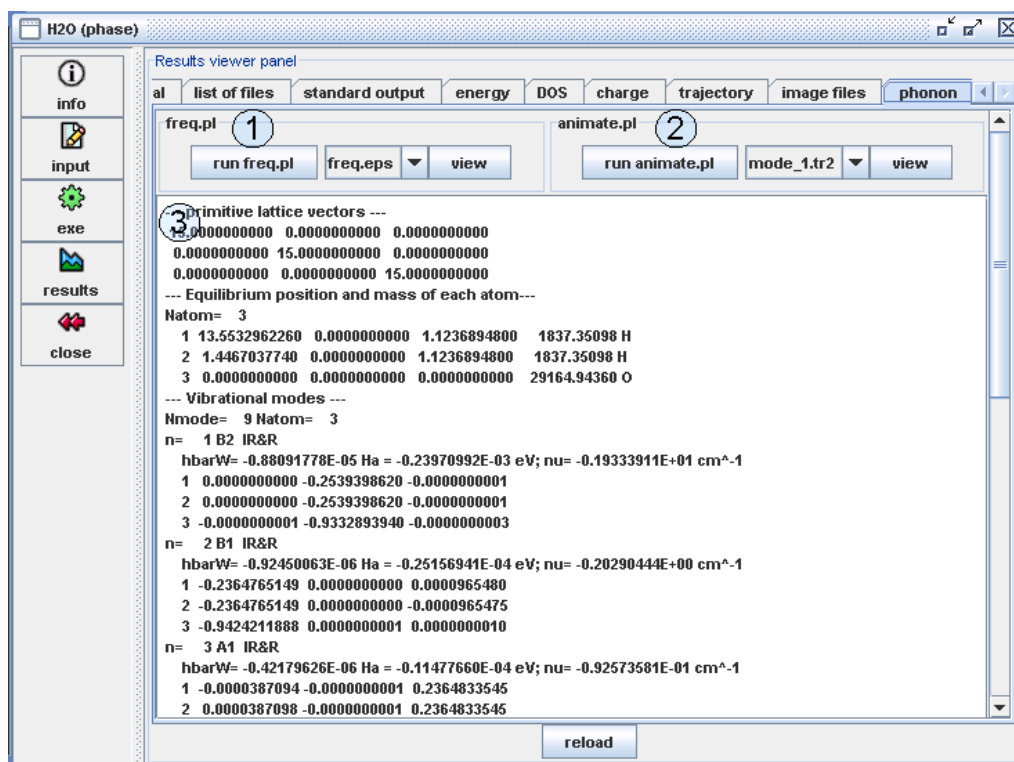 H2O (phase)
info
input
exe
results
close
Results viewer panel
al list of files standard output energy DOS charge trajectory image files phonon
freq.pl 1 animate.pl 2
run freq.pl freq.eps view run animate.pl mode_1.tr2 view
3
primitive lattice vectors ---
0.0000000000 0.0000000000
0.0000000000 15.0000000000 0.0000000000
0.0000000000 0.0000000000 15.0000000000
--- Equilibrium position and mass of each atom---
Natom= 3
1 13.5532962260 0.0000000000 1.1236894800 1837.35098 H
2 1.4467037740 0.0000000000 1.1236894800 1837.35098 H
3 0.0000000000 0.0000000000 0.0000000000 29164.94360 O
--- Vibrational modes ---
Nmode= 9 Natom= 3
n= 1 B2 IR&R
hbarW= -0.88091778E-05 Ha = -0.23970992E-03 eV; nu= -0.19333911E+01 cm^-1
1 0.0000000000 -0.2539398620 -0.0000000001
2 0.0000000000 -0.2539398620 -0.0000000001
3 -0.0000000001 -0.9332893940 -0.0000000003
n= 2 B1 IR&R
hbarW= -0.92450063E-06 Ha = -0.25156941E-04 eV; nu= -0.20290444E+00 cm^-1
1 -0.2364765149 0.0000000000 0.0000965480
2 -0.2364765149 0.0000000000 -0.0000965475
3 -0.9424211888 0.0000000001 0.0000000010
n= 3 A1 IR&R
hbarW= -0.42179626E-06 Ha = -0.11477660E-04 eV; nu= -0.92573581E-01 cm^-1
1 -0.0000387094 -0.0000000001 0.2364833545
2 0.0000387098 -0.0000000001 0.2364833545
reload